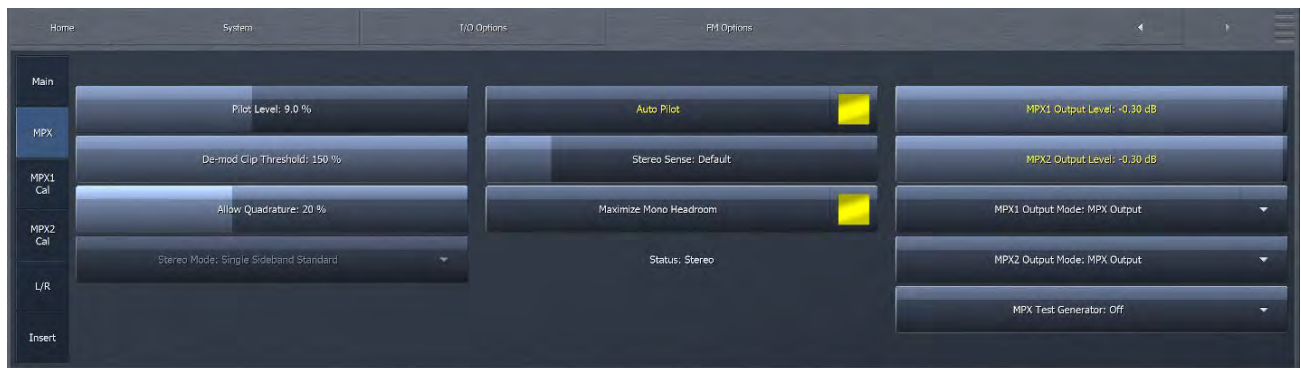 Home
System
I/O Options
FM Options
Main
MPX
MPX1
Cal
MPX2
Cal
L/R
Insert
Pilot Level: 9.0 %
De-mod Clip Threshold: 150 %
Allow Quadrature: 20 %
Stereo Mode: Single Sideband Standard
Auto Pilot
Stereo Sense: Default
Maximize Mono Headroom
Status: Stereo
MPX1 Output Level: -0.30 dB
MPX2 Output Level: -0.30 dB
MPX1 Output Mode: MPX Output
MPX2 Output Mode: MPX Output
MPX Test Generator: Off